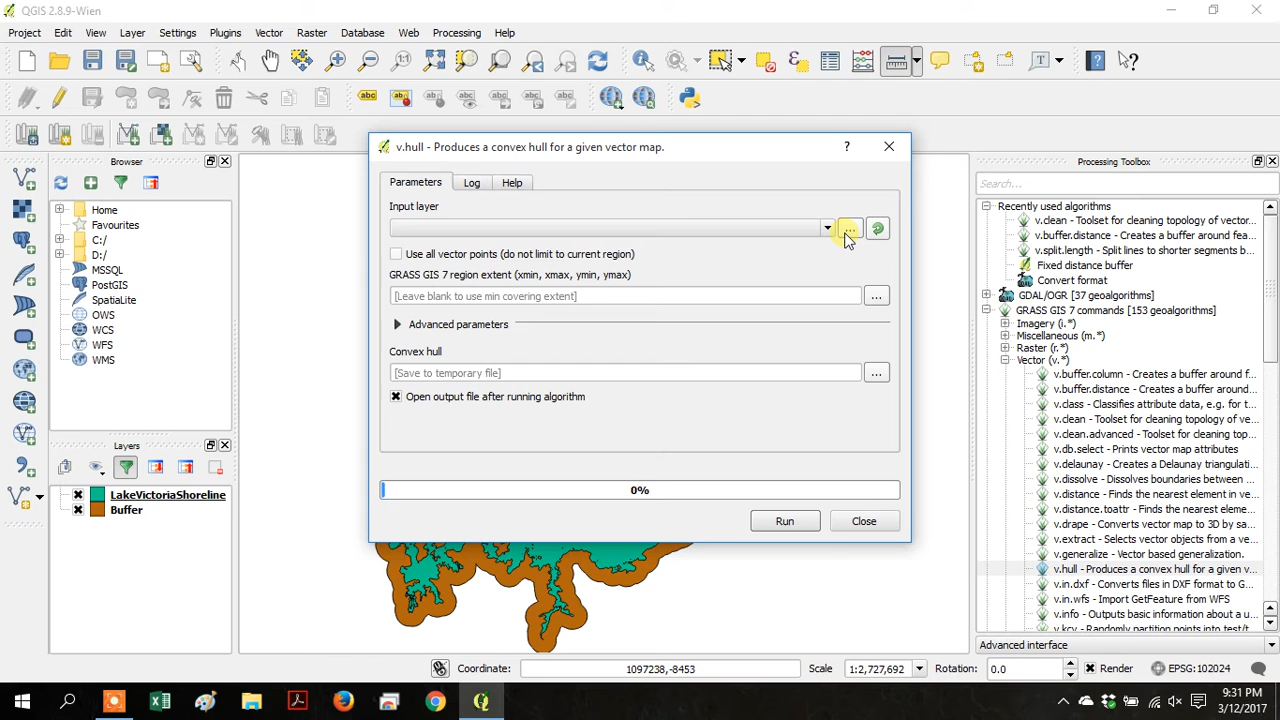 QGIS 2.8.9-Wien
Project Edit View Layer Settings Plugins Vector Raster Database Web Processing Help
v.hull - Produces a convex hull for a given vector map.
Parameters Log Help
Input layer
...
Use all vector points (do not limit to current region)
GRASS GIS 7 region extent (xmin, xmax, ymin, ymax)
[Leave blank to use min covering extent]
...
Advanced parameters
Convex hull
[Save to temporary file]
...
Open output file after running algorithm
0%
Run Close
Browser
Home
Favourites
C:/
D:/
MSSQL
PostGIS
SpatiaLite
OWS
WCS
WFS
WMS
Layers
LakeVictoriaShoreline
Buffer
Processing Toolbox
Search...
Recently used algorithms
v.clean - Toolset for cleaning topology of vector...
v.buffer.distance - Creates a buffer around fea...
v.split.length - Split lines to shorter segments b...
Fixed distance buffer
Convert format
GDAL/OGR [37 geoalgorithms]
GRASS GIS 7 commands [153 geoalgorithms]
Imagery (i.*)
Miscellaneous (m.*)
Raster (r.*)
Vector (v.*)
v.buffer.column - Creates a buffer around f...
v.buffer.distance - Creates a buffer around...
v.class - Classifies attribute data, e.g. for t...
v.clean - Toolset for cleaning topology of ve...
v.clean.advanced - Toolset for cleaning top...
v.db.select - Prints vector map attributes
v.delaunay - Creates a Delaunay triangulati...
v.dissolve - Dissolves boundaries between ...
v.distance - Finds the nearest element in ve...
v.distance.toattr - Finds the nearest eleme...
v.drape - Converts vector map to 3D by sa...
v.extract - Selects vector objects from a ve...
v.generalize - Vector based generalization.
v.hull - Produces a convex hull for a given v...
v.in.dxf - Converts files in DXF format to G...
v.in.wfs - Import GetFeature from WFS
v.info - Outputs basic information about a u...
v.kcv - Randomly partition points into test/t...
Advanced interface
Coordinate: 1097238,-8453 Scale 1:2,727,692 Rotation: 0.0 Render EPSG:102024
9:31 PM
3/12/2017